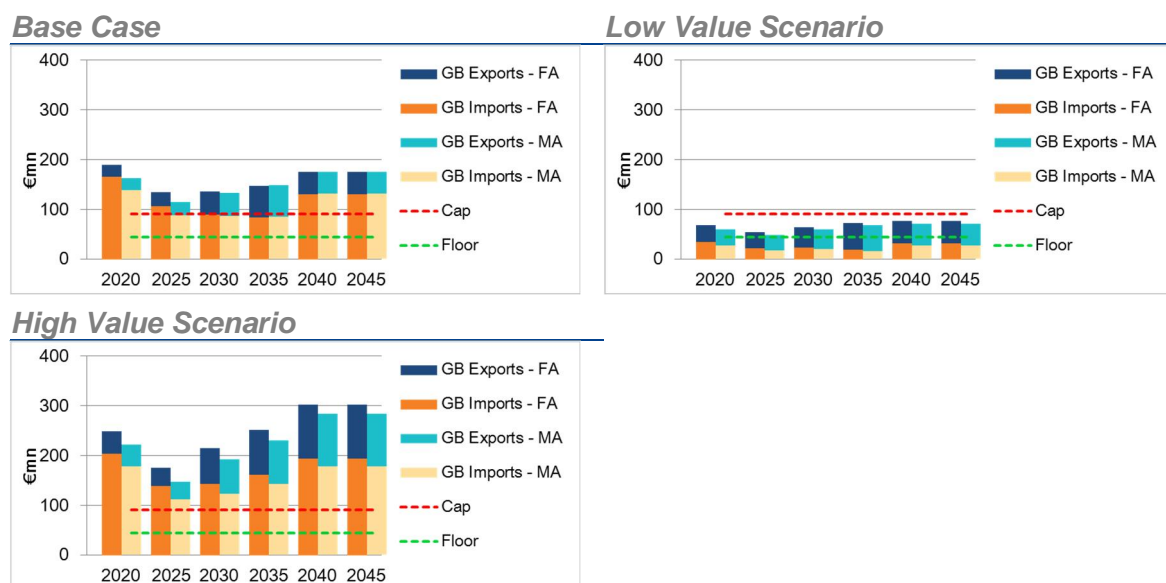 Base Case
400
300
200
100
0
€mn
2020 2025 2030 2035 2040 2045
GB Exports - FA
GB Imports - FA
GB Exports - MA
GB Imports - MA
Cap
Floor
Low Value Scenario
400
300
200
100
0
€mn
2020 2025 2030 2035 2040 2045
GB Exports - FA
GB Imports - FA
GB Exports - MA
GB Imports - MA
Cap
Floor
High Value Scenario
400
300
200
100
0
€mn
2020 2025 2030 2035 2040 2045
GB Exports - FA
GB Imports - FA
GB Exports - MA
GB Imports - MA
Cap
Floor